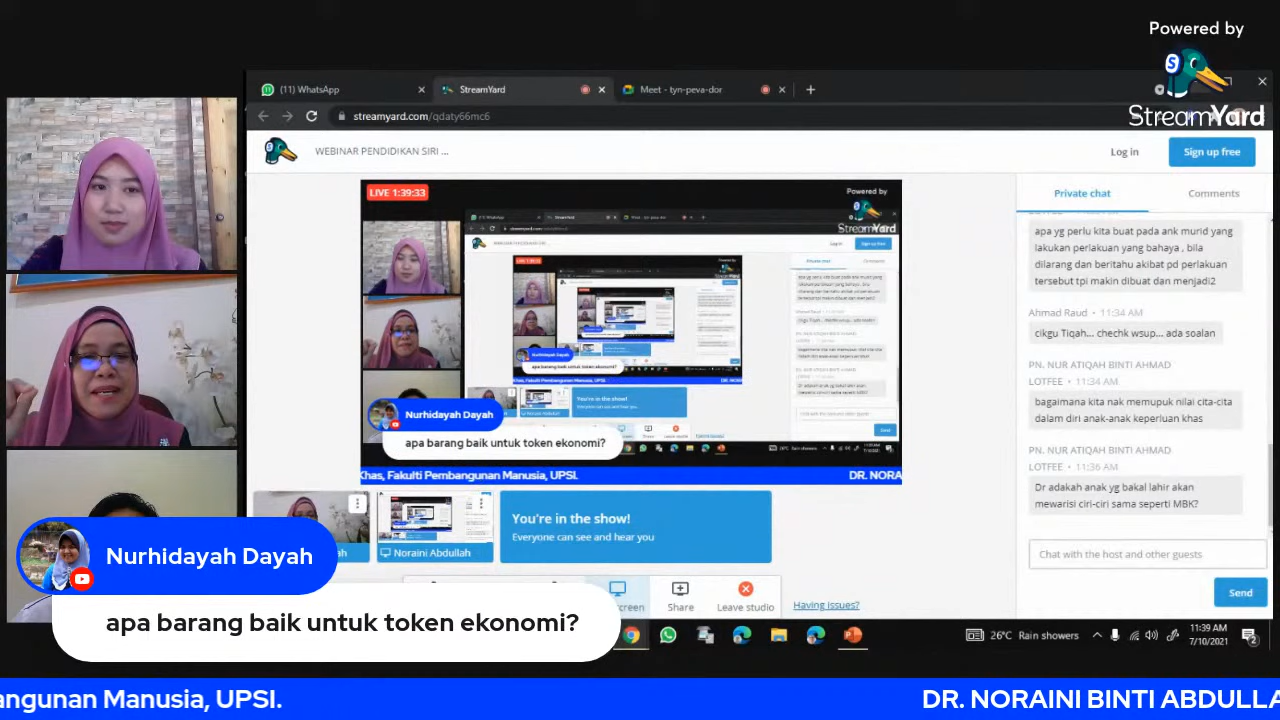 Powered by
StreamYard
(11) WhatsApp
StreamYard
Meet - tyn-peva-dor
streamyard.com/qdaty66mc6
WEBINAR PENDIDIKAN SIRI ...
Log in
Sign up free
LIVE 1:39:33
Powered by
StreamYard
Nurhidayah Dayah
apa barang baik untuk token ekonomi?
Khas, Fakulti Pembangunan Manusia, UPSI.
DR. NORA
You're in the show!
Everyone can see and hear you
Noraini Abdullah
Share
Leave studio
Having issues?
Private chat
Comments
apa yg perlu kita buat pada ank murid yang
lakukan perlakuan yang bahaya , bila
dilarang dan beritahu akibat pd perlakuan
tersebut tpi makin dibuat dan menjadi2
Ahmad Raud • 11:34 AM
cikgu Tiqah... chechk wsup... ada soalan
PN. NUR ATIQAH BINTI AHMAD
LOTFEE • 11:34 AM
bagaimana kita nak memupuk nilai cita-cita
dalam diri anak-anak keperluan khas
PN. NUR ATIQAH BINTI AHMAD
LOTFEE • 11:36 AM
Dr adakah anak yg bakal lahir akan
mewarisi ciri-ciri sama seperti MBK?
Chat with the host and other guests
Send
26°C Rain showers
11:39 AM
7/10/2021
Nurhidayah Dayah
apa barang baik untuk token ekonomi?
angunan Manusia, UPSI.
DR. NORAINI BINTI ABDULLA